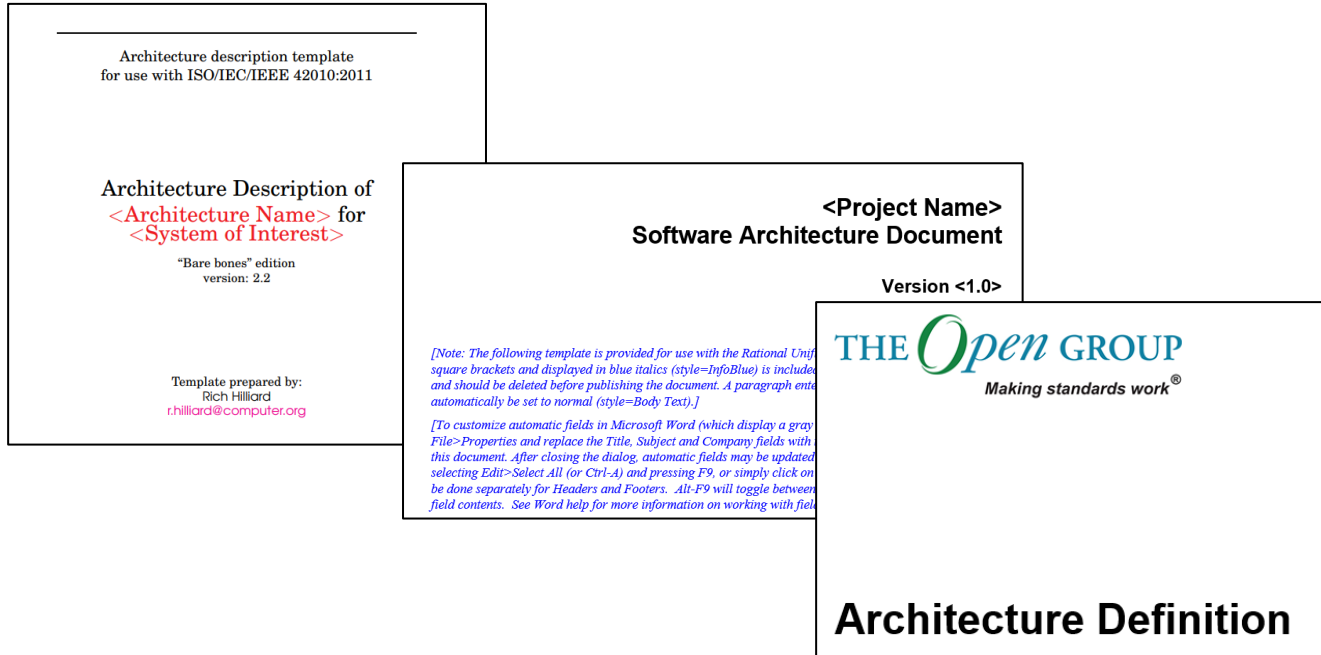 Architecture description template
for use with ISO/IEC/IEEE 42010:2011
Architecture Description of
<Architecture Name> for
<System of Interest>
“Bare bones” edition
version: 2.2
Template prepared by:
Rich Hilliard
r.hilliard@computer.org
<Project Name>
Software Architecture Document
Version <1.0>
[Note: The following template is provided for use with the Rational
square brackets and displayed in blue italics (style=InfoBlue) is
and should be deleted before publishing the document. A paragraph
automatically be set to normal (style=Body Text).]
[To customize automatic fields in Microsoft Word (which display a gray
File>Properties and replace the Title, Subject and Company fields with
this document. After closing the dialog, automatic fields may be updated
selecting Edit>Select All (or Ctrl-A) and pressing F9, or simply click on
be done separately for Headers and Footers. Alt-F9 will toggle between
field contents. See Word help for more information on working with
THE Open GROUP
Making standards work®
Architecture Definition